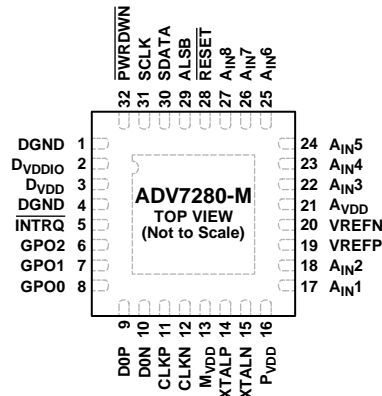 32 PWRDWN
31 SCLK
30 SDATA
29 ALSB
28 RESET
27 AIN8
26 AIN7
25 AIN6
DGND 1
DVDDIO 2
DVDD 3
DGND 4
INTRQ 5
GPO2 6
GPO1 7
GPO0 8
ADV7280-M
TOP VIEW
(Not to Scale)
24 AIN5
23 AIN4
22 AIN3
21 AVDD
20 VREFN
19 VREFP
18 AIN2
17 AIN1
D0P 9
D0N 10
CLKP 11
CLKN 12
MVDD 13
XTALP 14
XTALN 15
PVDD 16